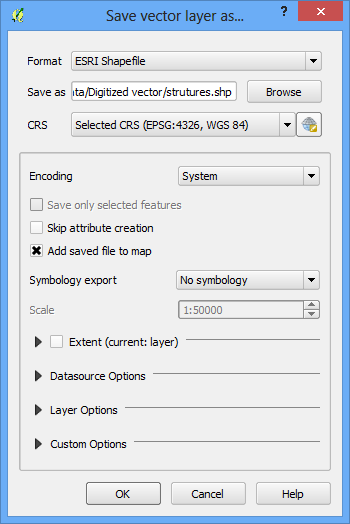 Save vector layer as...
?
Format ESRI Shapefile
Save as ıta/Digitized vector/strutures.shp Browse
CRS Selected CRS (EPSG:4326, WGS 84)
Encoding System
Save only selected features
Skip attribute creation
Add saved file to map
Symbology export No symbology
Scale 1:50000
Extent (current: layer)
Datasource Options
Layer Options
Custom Options
OK Cancel Help